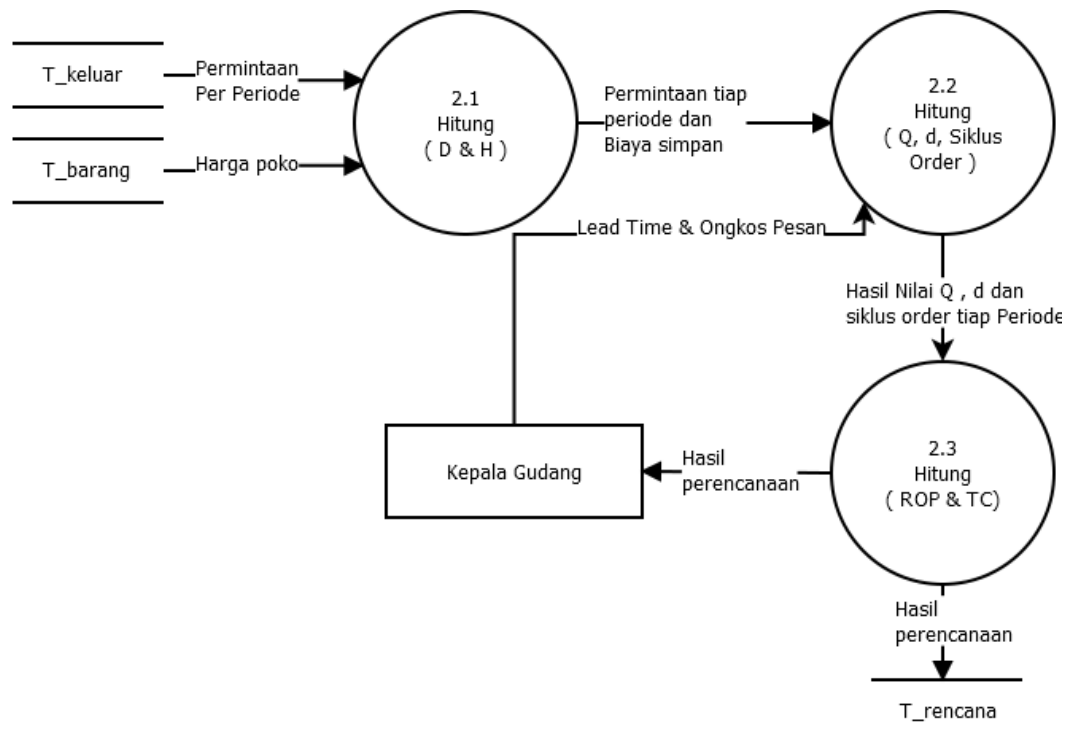 T_keluar
Permintaan
Per Periode
T_barang
Harga poko
2.1
Hitung
( D & H )
Permintaan tiap
periode dan
Biaya simpan
2.2
Hitung
( Q, d, Siklus
Order )
Lead Time & Ongkos Pesan
Hasil Nilai Q , d dan
siklus order tiap Periode
Kepala Gudang
Hasil
perencanaan
2.3
Hitung
( ROP & TC)
Hasil
perencanaan
T_rencana